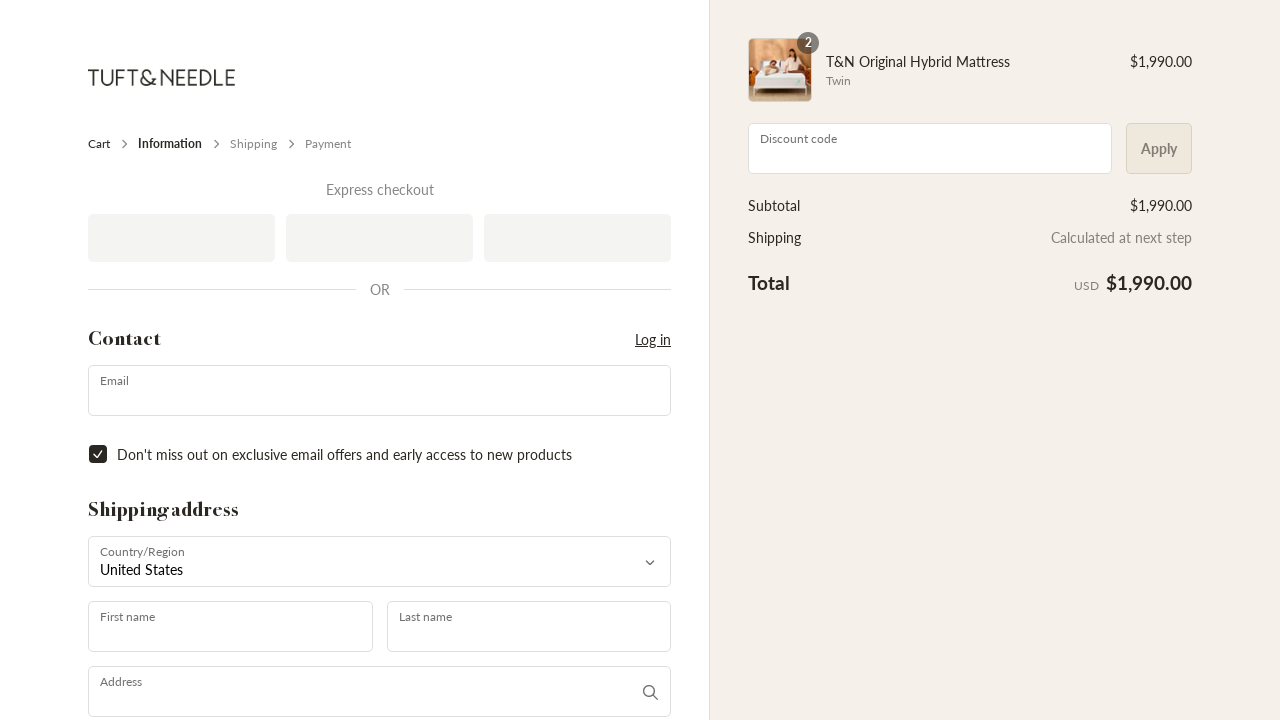 TUFT&NEEDLE
Cart > Information > Shipping > Payment
Express checkout
OR
Contact
Log in
Email
Don't miss out on exclusive email offers and early access to new products
Shipping address
Country/Region
United States
First name
Last name
Address
2
T&N Original Hybrid Mattress
$1,990.00
Twin
Discount code
Apply
Subtotal
$1,990.00
Shipping
Calculated at next step
Total
USD $1,990.00